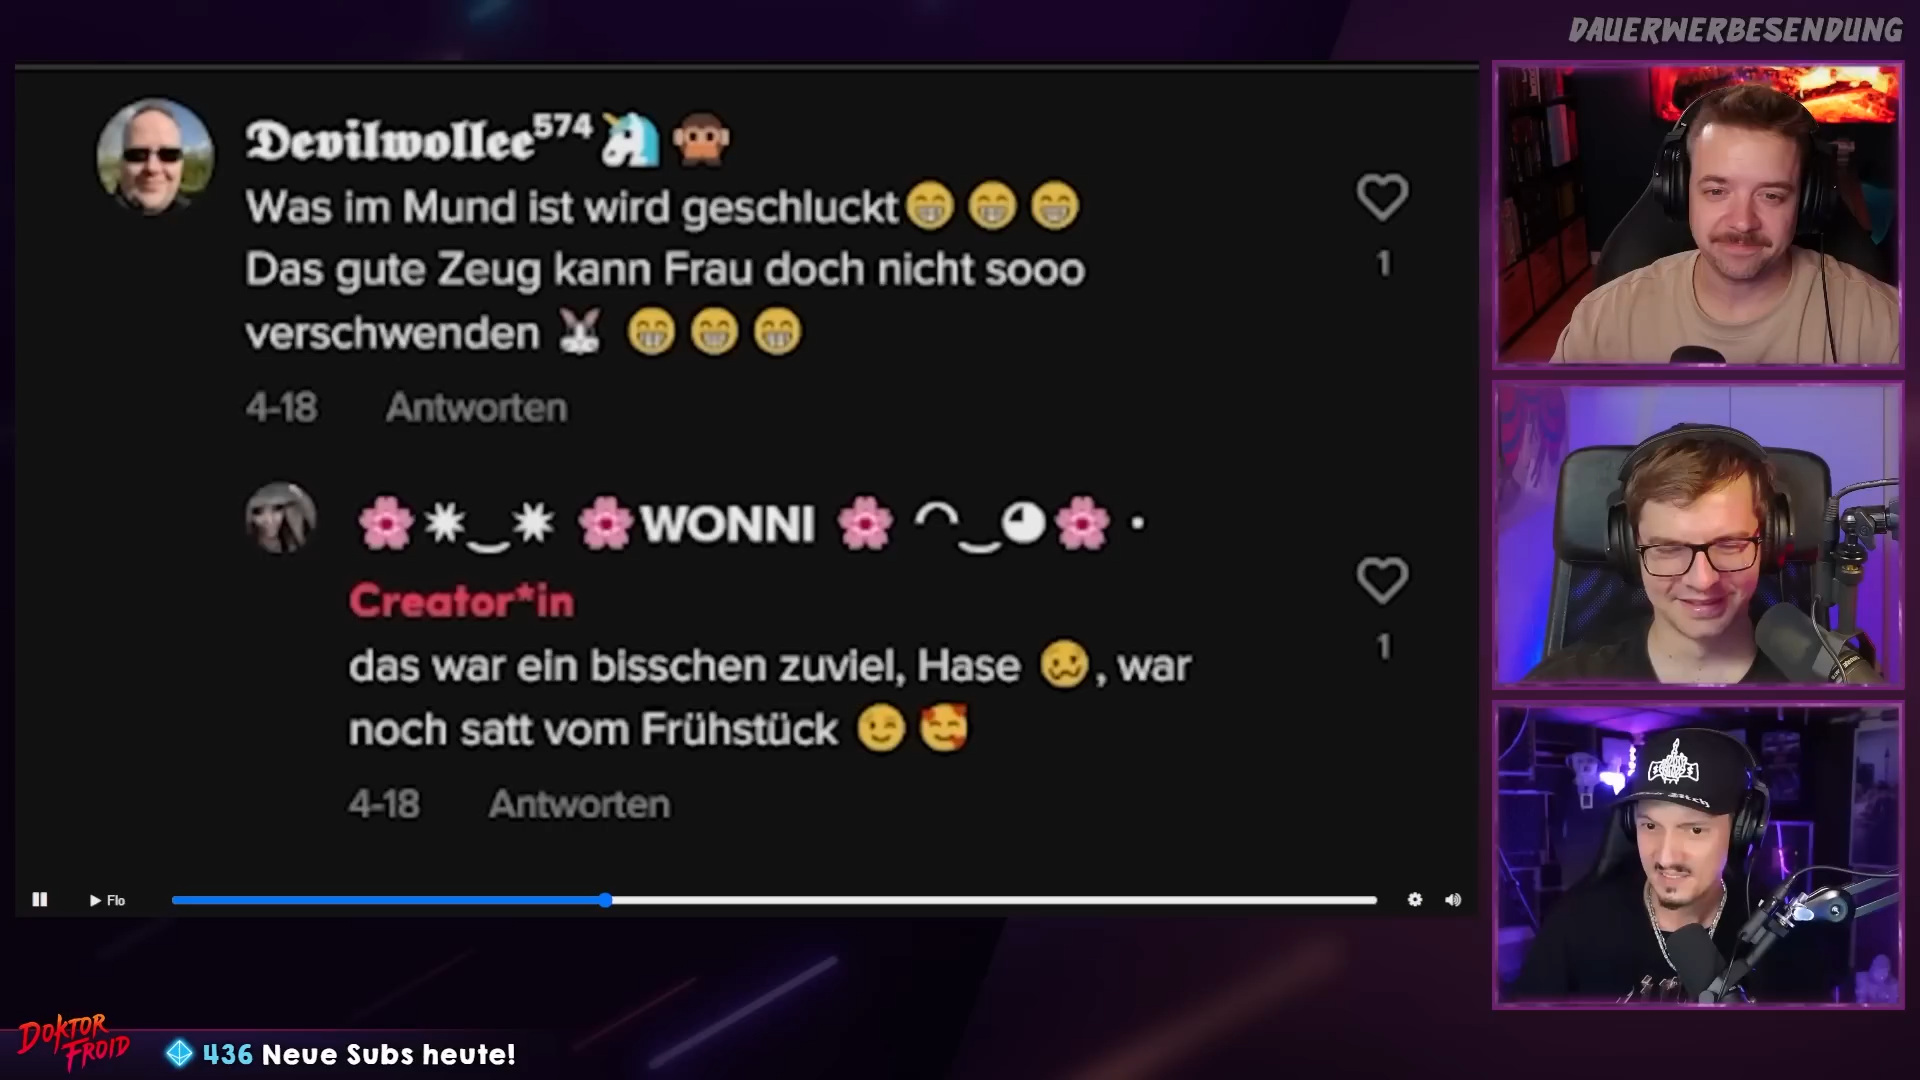 DAUERWERBESENDUNG
Devilwollee⁵⁷⁴🦄🐵
Was im Mund ist wird geschluckt😁😁😁
1
Das gute Zeug kann Frau doch nicht sooo
verschwenden 🐰 😁😁😁
4-18 Antworten
🌸✷‿✷ 🌸WONNI 🌸 ◠‿◕🌸 ·
Creator*in
das war ein bisschen zuviel, Hase 🥴, war
1
noch satt vom Frühstück 😉 🥰
4-18 Antworten
Flo
DOKTOR
FROID
436 Neue Subs heute!